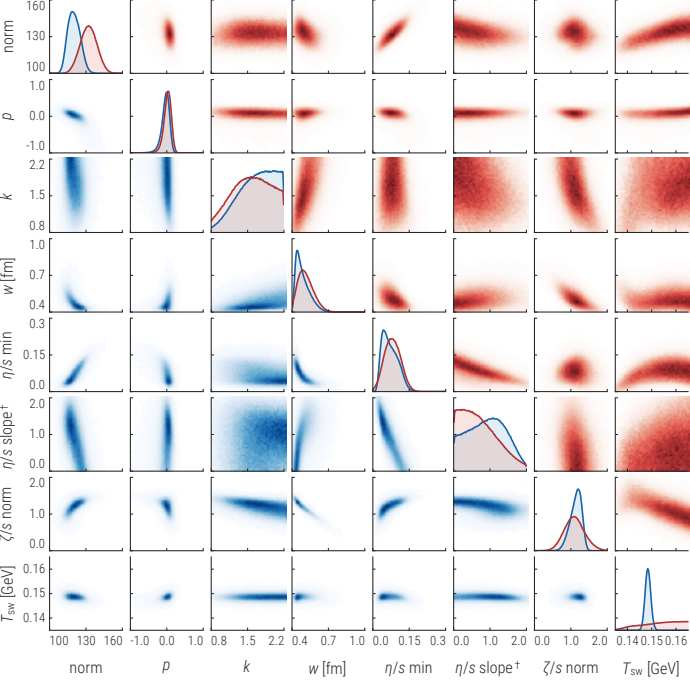 norm
160
130
100
p
1.0
0.0
-1.0
k
2.2
1.5
0.8
w [fm]
1.0
0.7
0.4
η/s min
0.3
0.15
0.0
η/s slope†
2.0
1.0
0.0
ζ/s norm
2.0
1.0
0.0
Tsw [GeV]
0.16
0.15
0.14
100 130 160 -1.0 0.0 1.0 0.8 1.5 2.2 0.4 0.7 1.0 0.0 0.15 0.3 0.0 1.0 2.0 0.0 1.0 2.0 0.14 0.15 0.16
norm p k w [fm] η/s min η/s slope† ζ/s norm Tsw [GeV]